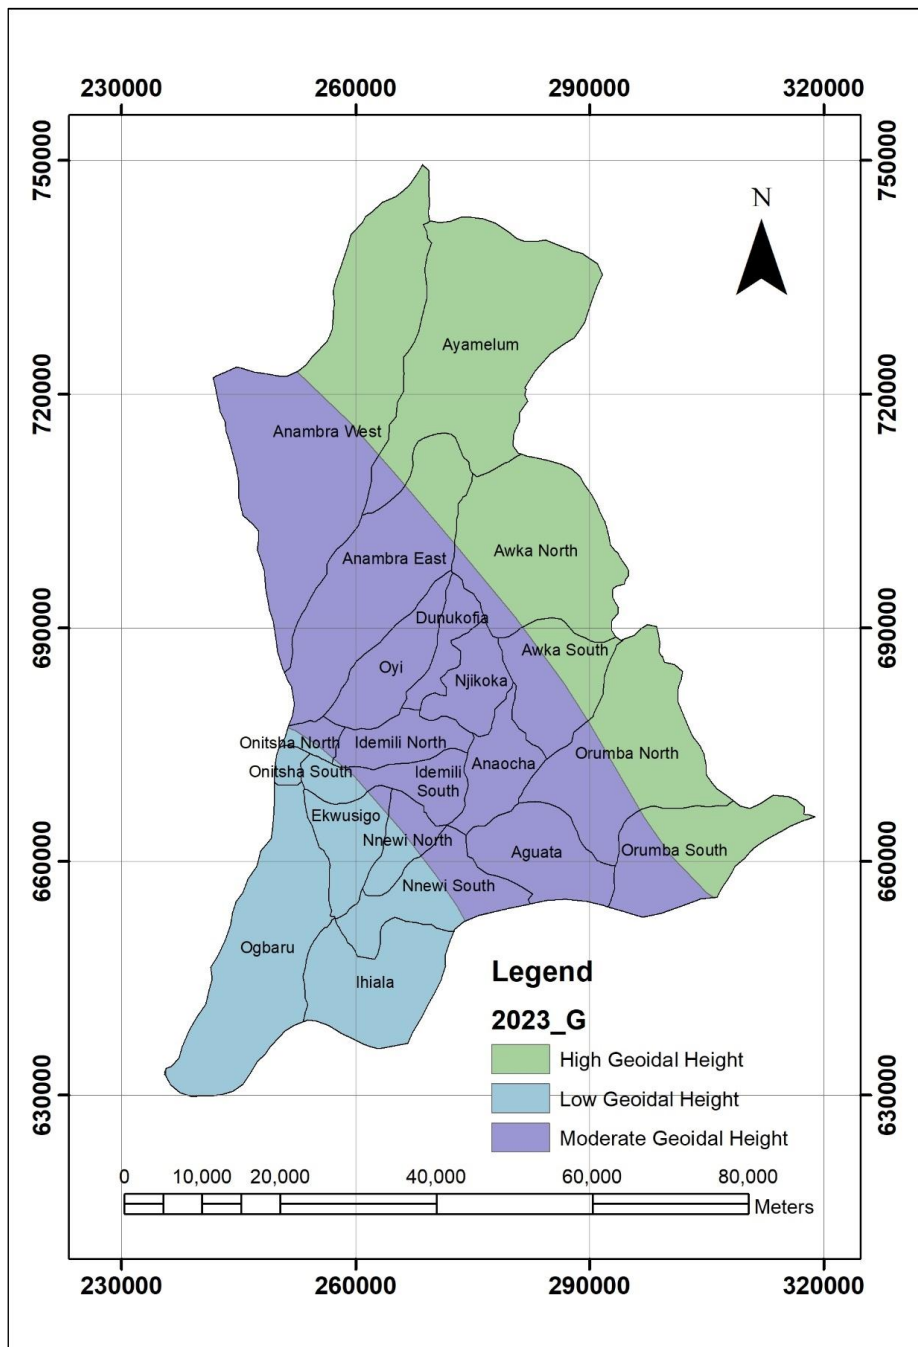 230000 260000 290000 320000
750000 750000
N
Ayamelum
720000 720000
Anambra West
Awka North
Anambra East
Dunukofia
690000 690000
Awka South
Oyi
Njikoka
Onitsha North
Idemili North
Orumba North
Anaocha
Onitsha South
Idemili
South
Ekwusigo
Nnewi North
Aguata
Orumba South
660000 660000
Nnewi South
Ogbaru
Ihiala
Legend
2023_G
High Geoidal Height
Low Geoidal Height
Moderate Geoidal Height
630000 630000
0 10,000 20,000 40,000 60,000 80,000
Meters
230000 260000 290000 320000